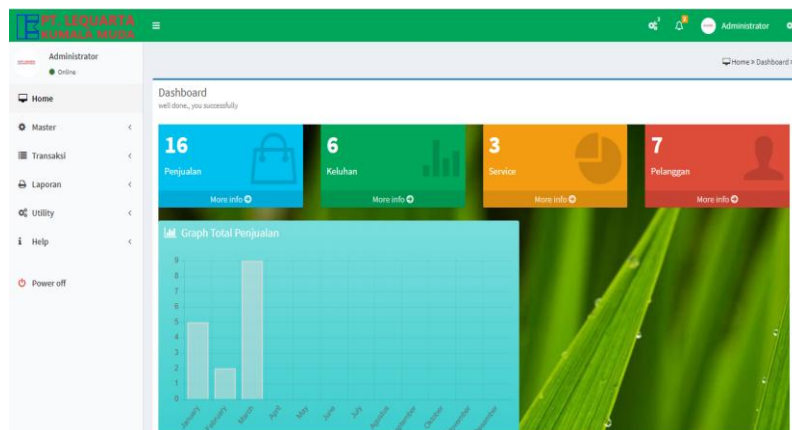 PT. LEQUARTA
KUMALA MUDA
Administrator
Administrator
Online
Home » Dashboard »
Home
Master
Transaksi
Laporan
Utility
Help
Power off
Dashboard
well done., you successfully
16
Penjualan
More info
6
Keluhan
More info
3
Service
More info
7
Pelanggan
More info
Graph Total Penjualan
9
8
7
6
5
4
3
2
1
0
January
February
March
April
May
June
July
Agustus
September
Oktober
November
Desember